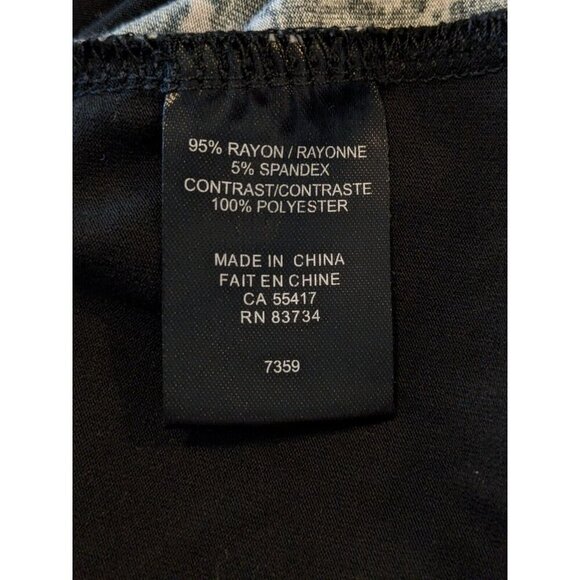 95% RAYON / RAYONNE
5% SPANDEX
CONTRAST/CONTRASTE
100% POLYESTER
MADE IN CHINA
FAIT EN CHINE
CA 55417
RN 83734
7359